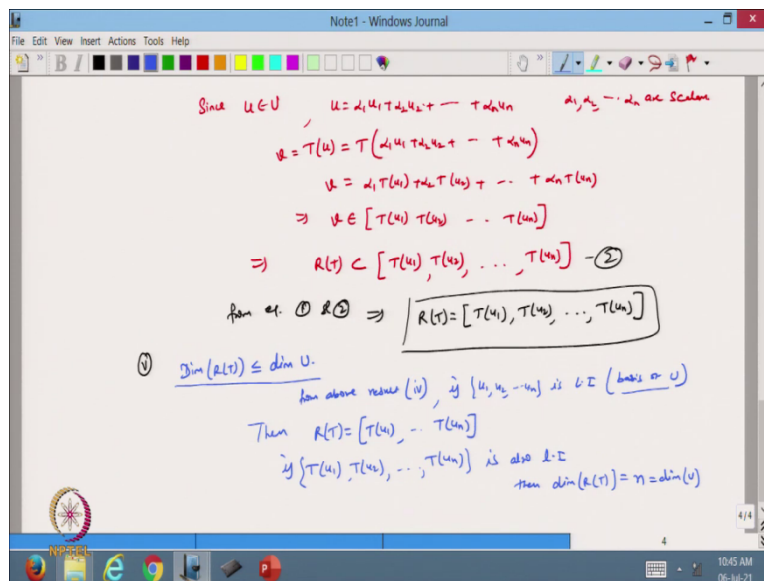 Note1 - Windows Journal
File Edit View Insert Actions Tools Help
Since u∈U, u=α₁u₁+α₂u₂+ -- +αₙuₙ α₁,α₂ -- αₙ are Scalars
v=T(u)=T(α₁u₁+α₂u₂+ - +αₙuₙ)
v = α₁T(u₁)+α₂T(u₂)+ -- +αₙT(uₙ)
⇒ v∈[T(u₁) T(u₂) -- T(uₙ)]
⇒ R(T) ⊂ [T(u₁),T(u₂), ..., T(uₙ)] -②
from eq. ① & ② ⇒ R(T)=[T(u₁), T(u₂), ..., T(uₙ)]
ⓥ Dim(R(T)) ≤ dim U.
from above result (iv), if {u₁,u₂ --uₙ} is L.I (basis of U)
Then R(T)=[T(u₁), -- T(uₙ)]
if {T(u₁),T(u₂), ..., T(uₙ)} is also L.I
then dim(R(T))=n=dim(U)
NPTEL
4/4
4
10:45 AM
06-Jul-21